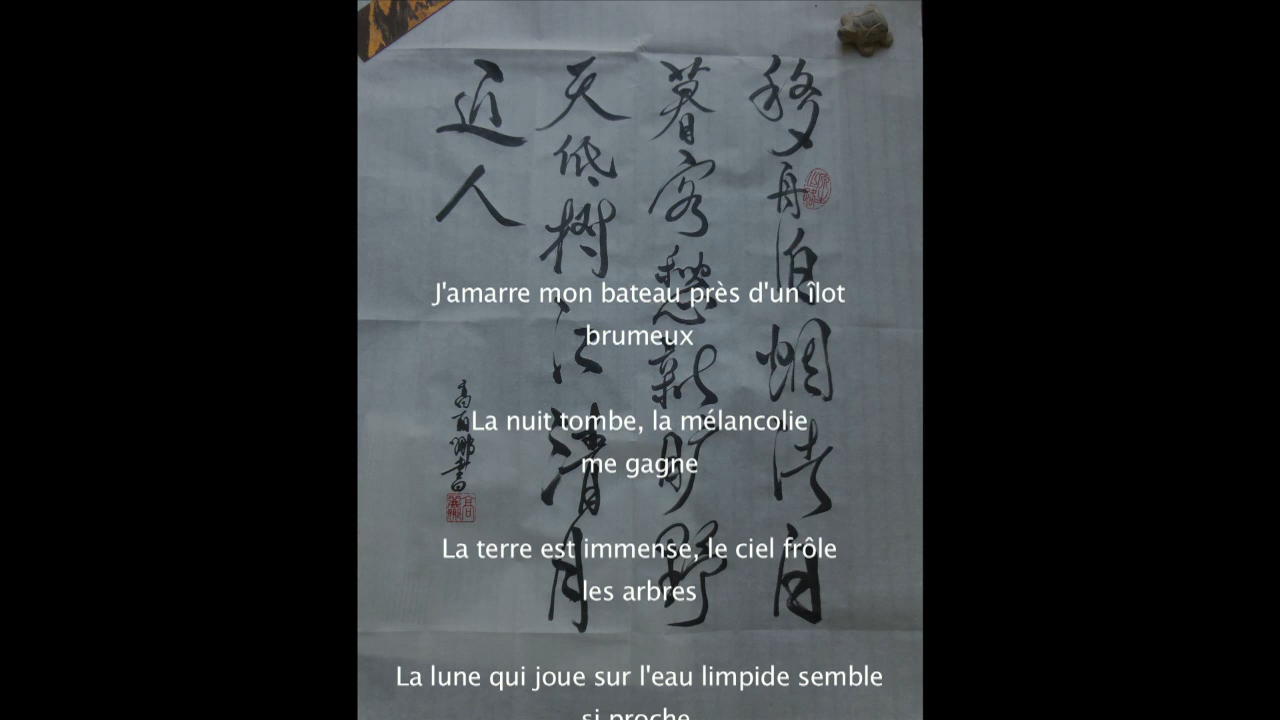 移舟泊烟渚日
暮客愁新旷野
天低树江清月
近人
J'amarre mon bateau près d'un îlot
brumeux
La nuit tombe, la mélancolie
me gagne
La terre est immense, le ciel frôle
les arbres
La lune qui joue sur l'eau limpide semble
si proche